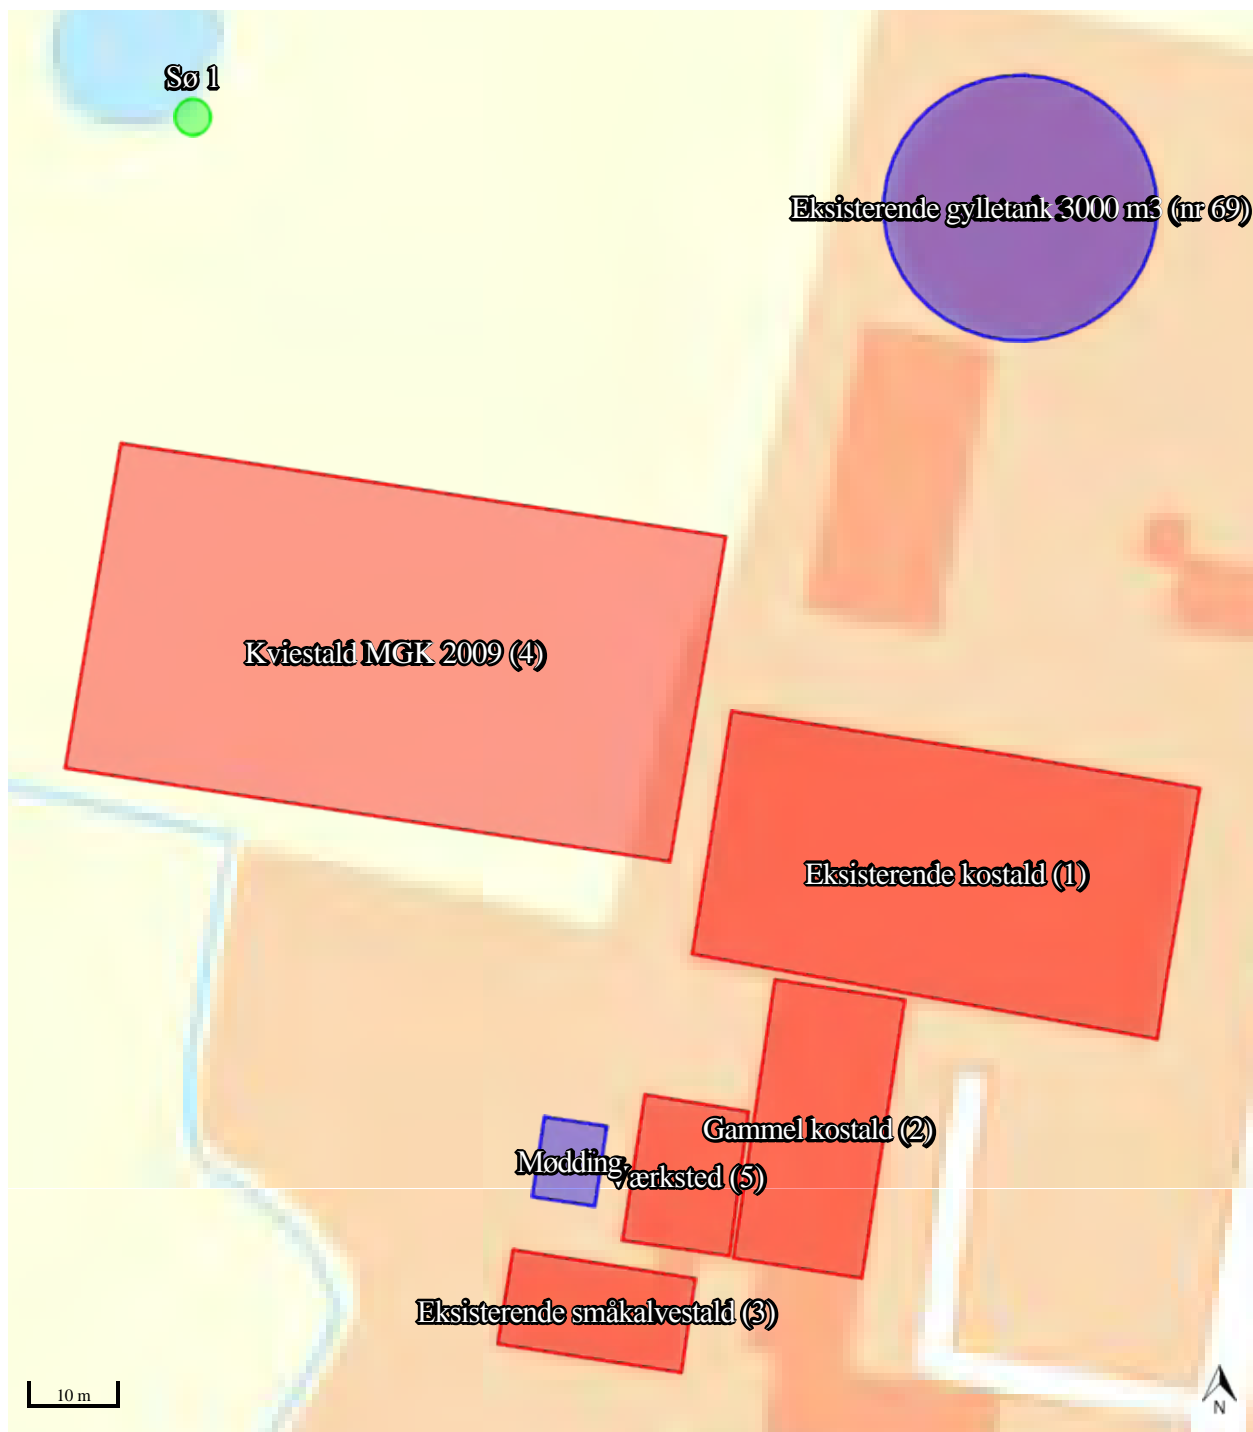 Sø 1
Eksisterende gylletank 3000 m3 (nr 69)
Kviestald MGK 2009 (4)
Eksisterende kostald (1)
Gammel kostald (2)
Mødding
Værksted (5)
Eksisterende småkalvestald (3)
10 m
N